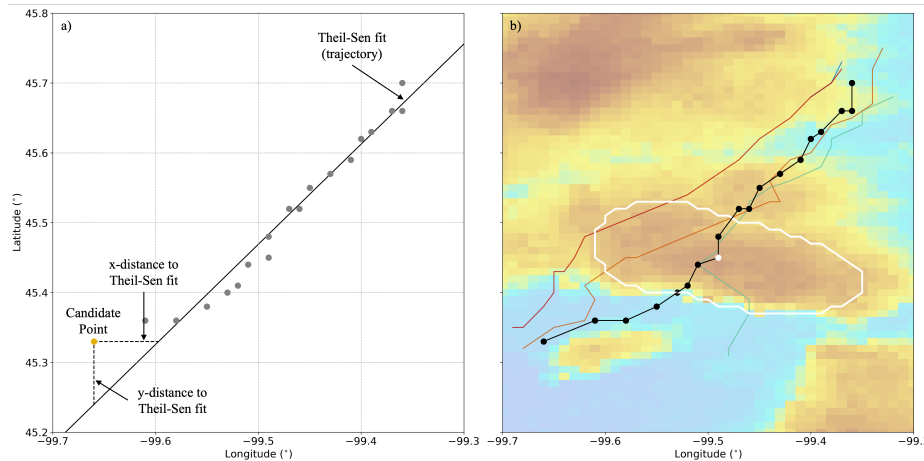 a)
45.8
45.7
45.6
45.5
45.4
45.3
45.2
Latitude (°)
Theil-Sen fit
(trajectory)
x-distance to
Theil-Sen fit
Candidate
Point
y-distance to
Theil-Sen fit
−99.7
−99.6
−99.5
−99.4
−99.3
Longitude (°)
b)
−99.7
−99.6
−99.5
−99.4
−99.
Longitude (°)